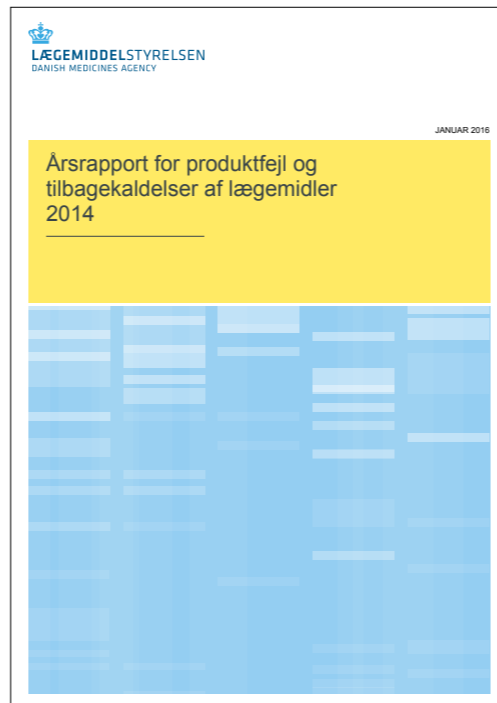 LÆGEMIDDELSTYRELSEN
DANISH MEDICINES AGENCY
JANUAR 2016
Årsrapport for produktfejl og
tilbagekaldelser af lægemidler
2014